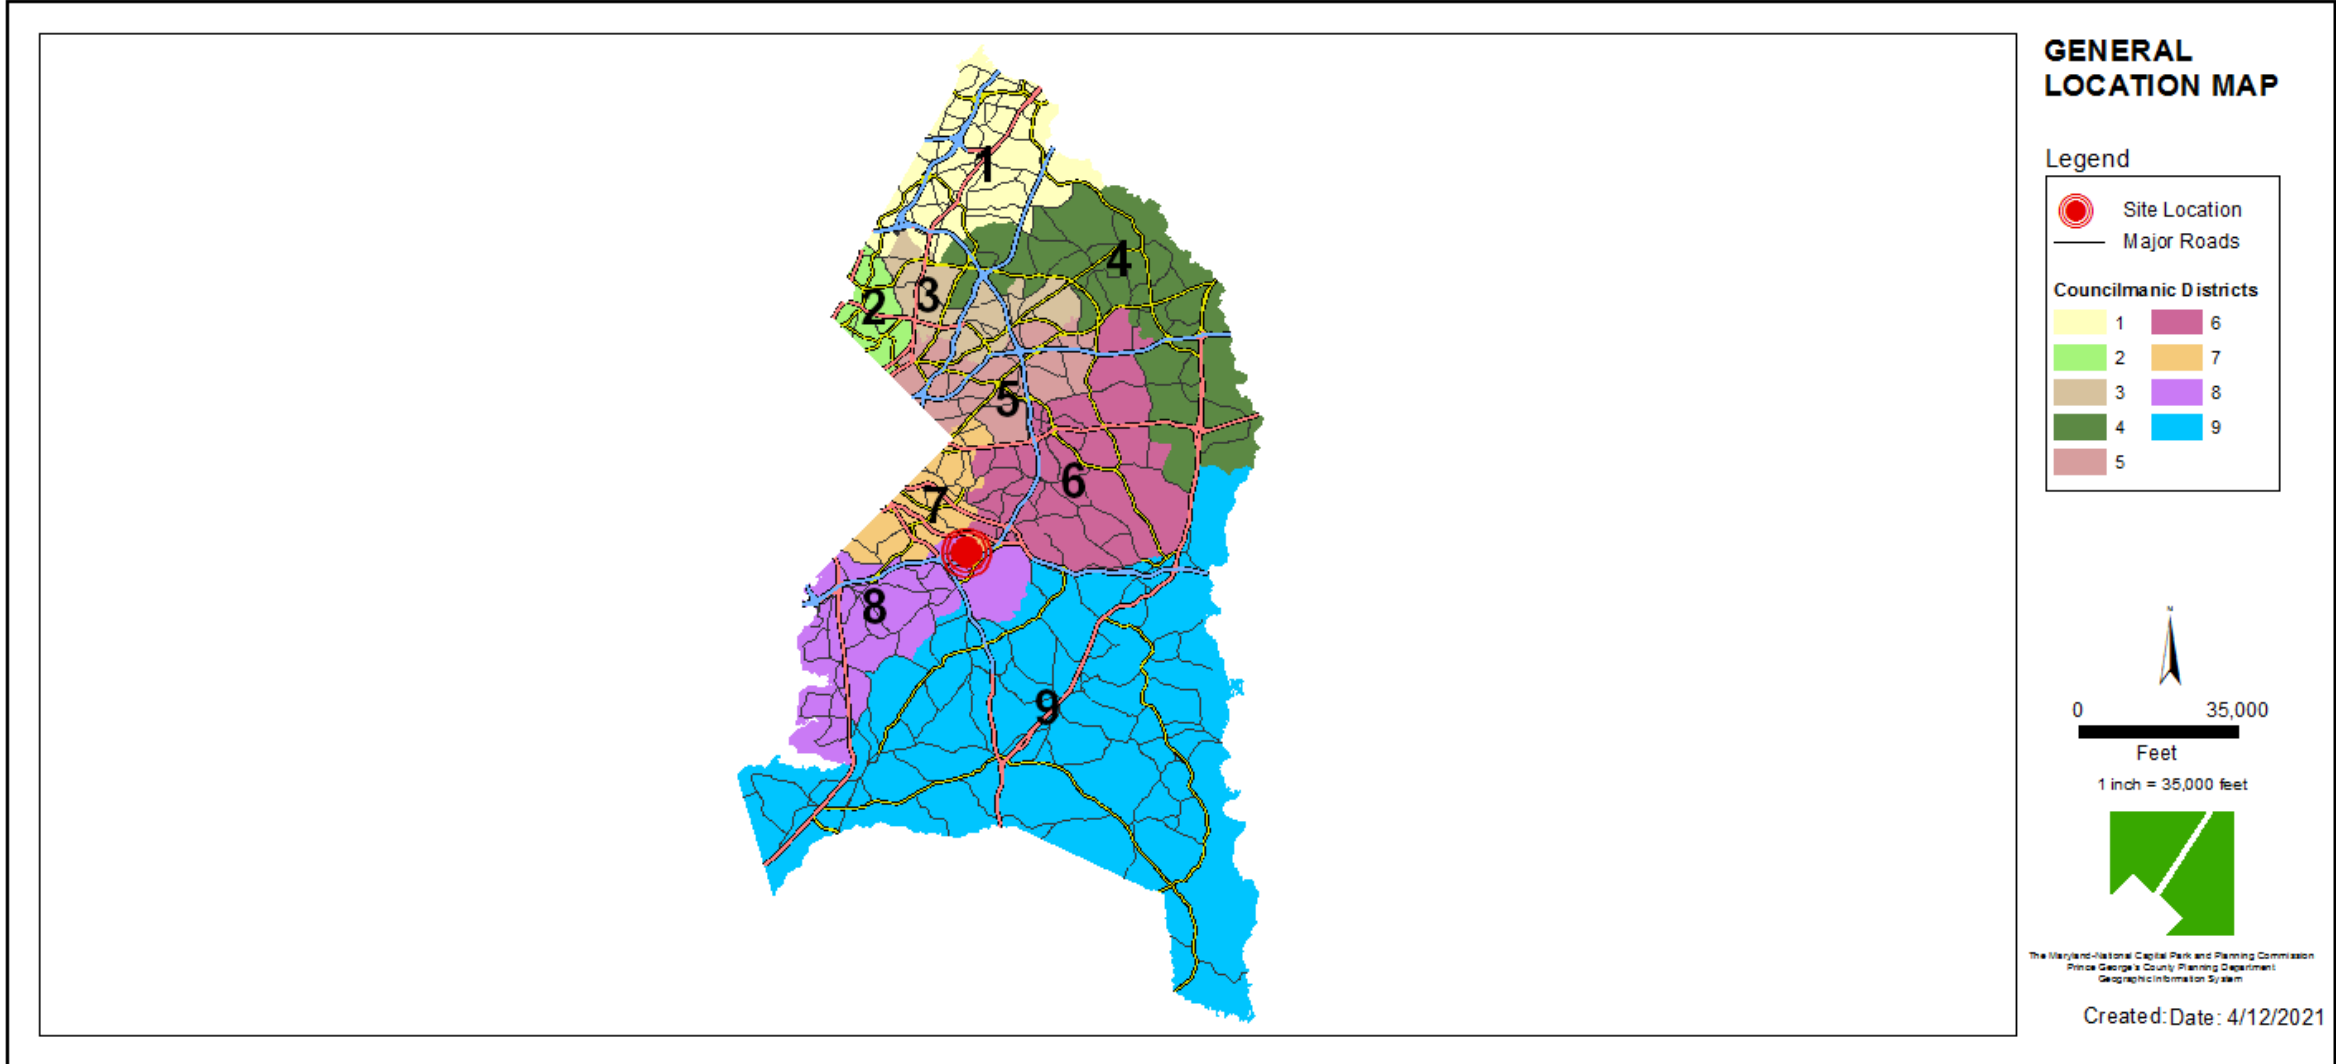 GENERAL
LOCATION MAP
Legend
Site Location
Major Roads
Councilmanic Districts
1 6
2 7
3 8
4 9
5
1
2
3
4
5
6
7
8
9
N
0 35,000
Feet
1 inch = 35,000 feet
The Maryland-National Capital Park and Planning Commission
Prince George's County Planning Department
Geographic Information System
Created: Date: 4/12/2021